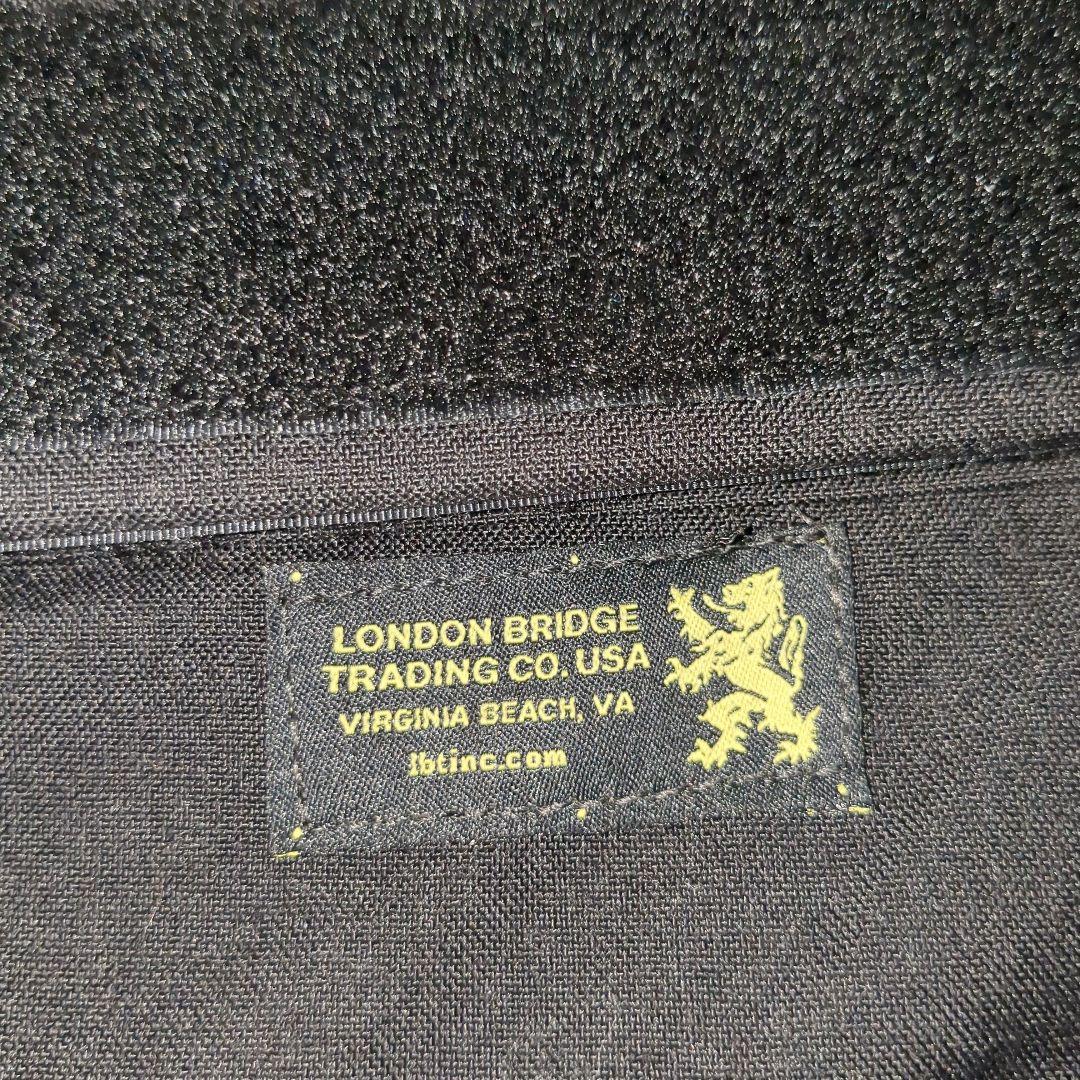 LONDON BRIDGE
TRADING CO. USA
VIRGINIA BEACH, VA
lbtinc.com